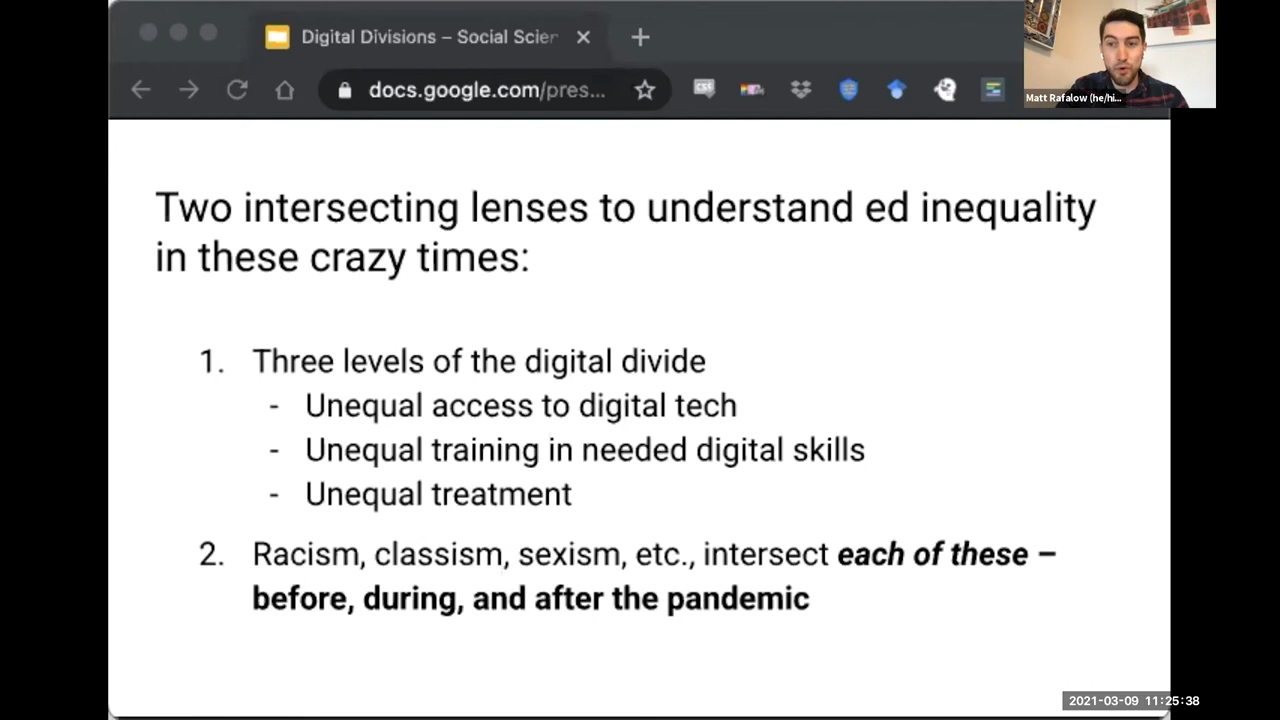 Digital Divisions – Social Scien
docs.google.com/pres...
Matt Rafalow (he/hi...
Two intersecting lenses to understand ed inequality
in these crazy times:
1. Three levels of the digital divide
- Unequal access to digital tech
- Unequal training in needed digital skills
- Unequal treatment
2. Racism, classism, sexism, etc., intersect each of these –
before, during, and after the pandemic
2021-03-09 11:25:38